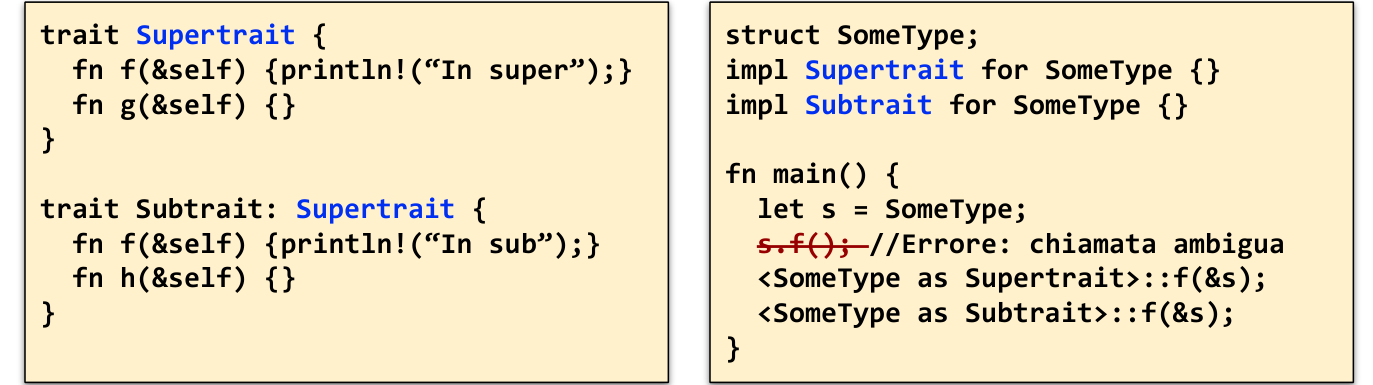 trait Supertrait {
  fn f(&self) {println!(“In super”);}
  fn g(&self) {}
}
trait Subtrait: Supertrait {
  fn f(&self) {println!(“In sub”);}
  fn h(&self) {}
}
struct SomeType;
impl Supertrait for SomeType {}
impl Subtrait for SomeType {}
fn main() {
  let s = SomeType;
  s.f(); //Errore: chiamata ambigua
  <SomeType as Supertrait>::f(&s);
  <SomeType as Subtrait>::f(&s);
}